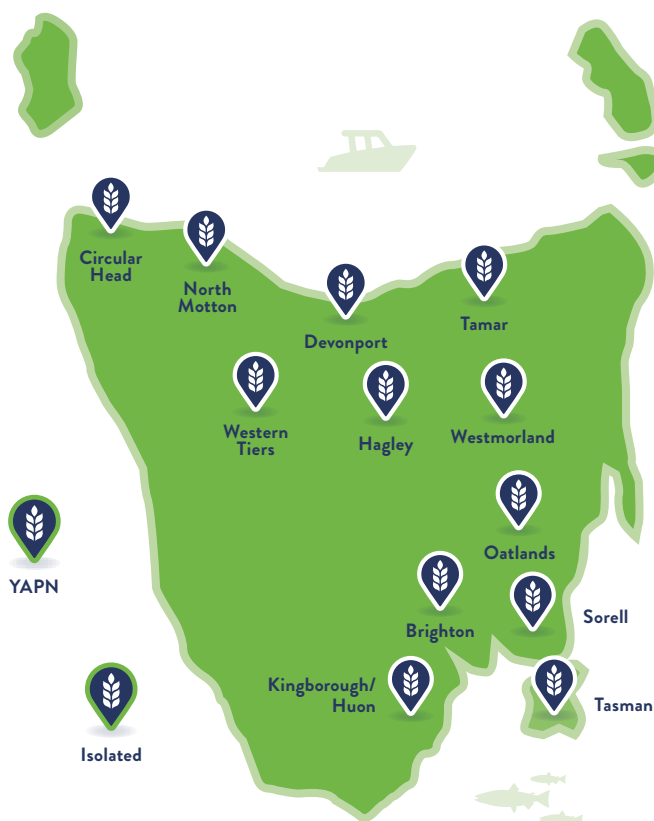 Circular
Head
North
Motton
Devonport
Tamar
Western
Tiers
Hagley
Westmorland
Oatlands
YAPN
Brighton
Sorell
Kingborough/
Huon
Tasman
Isolated